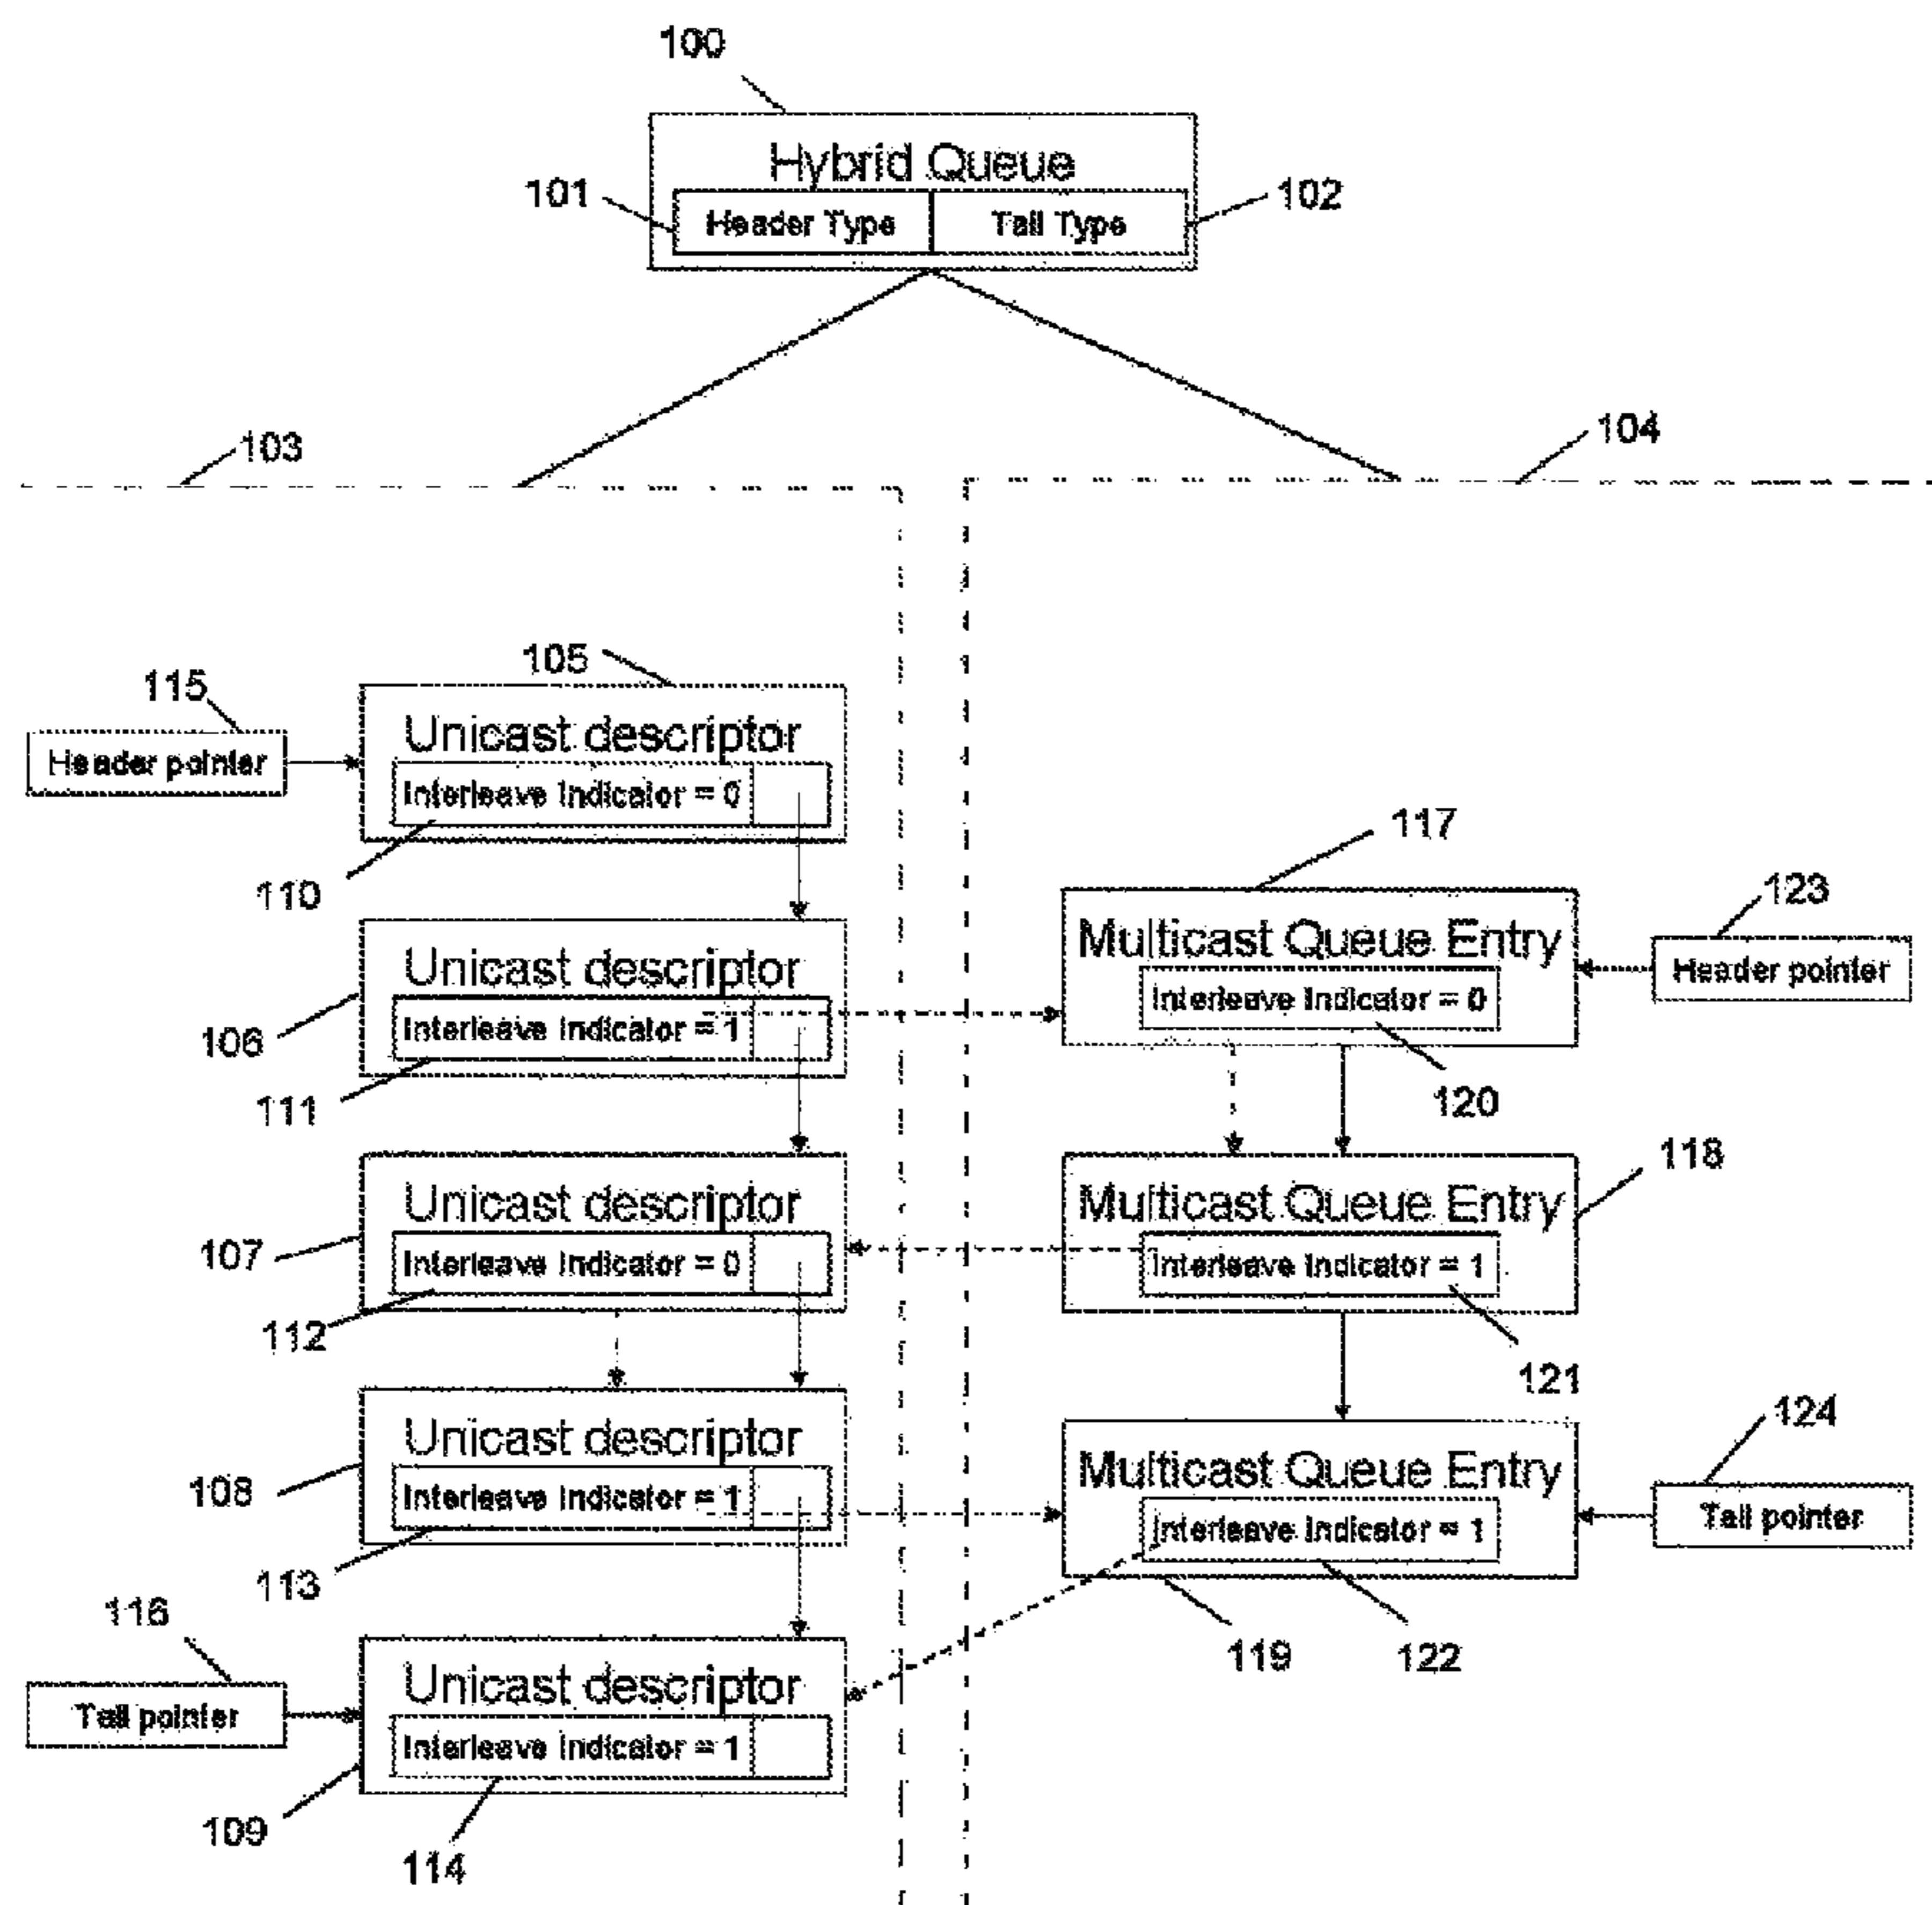 100
Hybrid Queue
101
102
Header Type
Tail Type
103
104
105
115
Unicast descriptor
Header pointer
Interleave Indicator = 0
110
117
123
Unicast descriptor
Multicast Queue Entry
Header pointer
Interleave Indicator = 1
Interleave Indicator = 0
106
111
120
118
Unicast descriptor
Multicast Queue Entry
107
Interleave Indicator = 0
Interleave Indicator = 1
112
121
124
Unicast descriptor
Multicast Queue Entry
108
Interleave Indicator = 1
Interleave Indicator = 1
Tail pointer
113
116
119
122
Unicast descriptor
Tail pointer
Interleave Indicator = 1
109
114